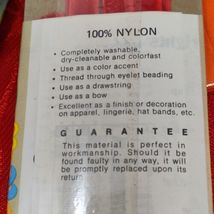 100% NYLON
• Completely washable,
dry-cleanable and colorfast
• Use as a color accent
• Thread through eyelet beading
• Use as a drawstring
• Use as a bow
• Excellent as a finish or decoration
on apparel, lingerie, hat bands, etc.
GUARANTEE
This material is perfect in
workmanship. Should it be
found faulty in any way, it will
be promptly replaced upon its
return